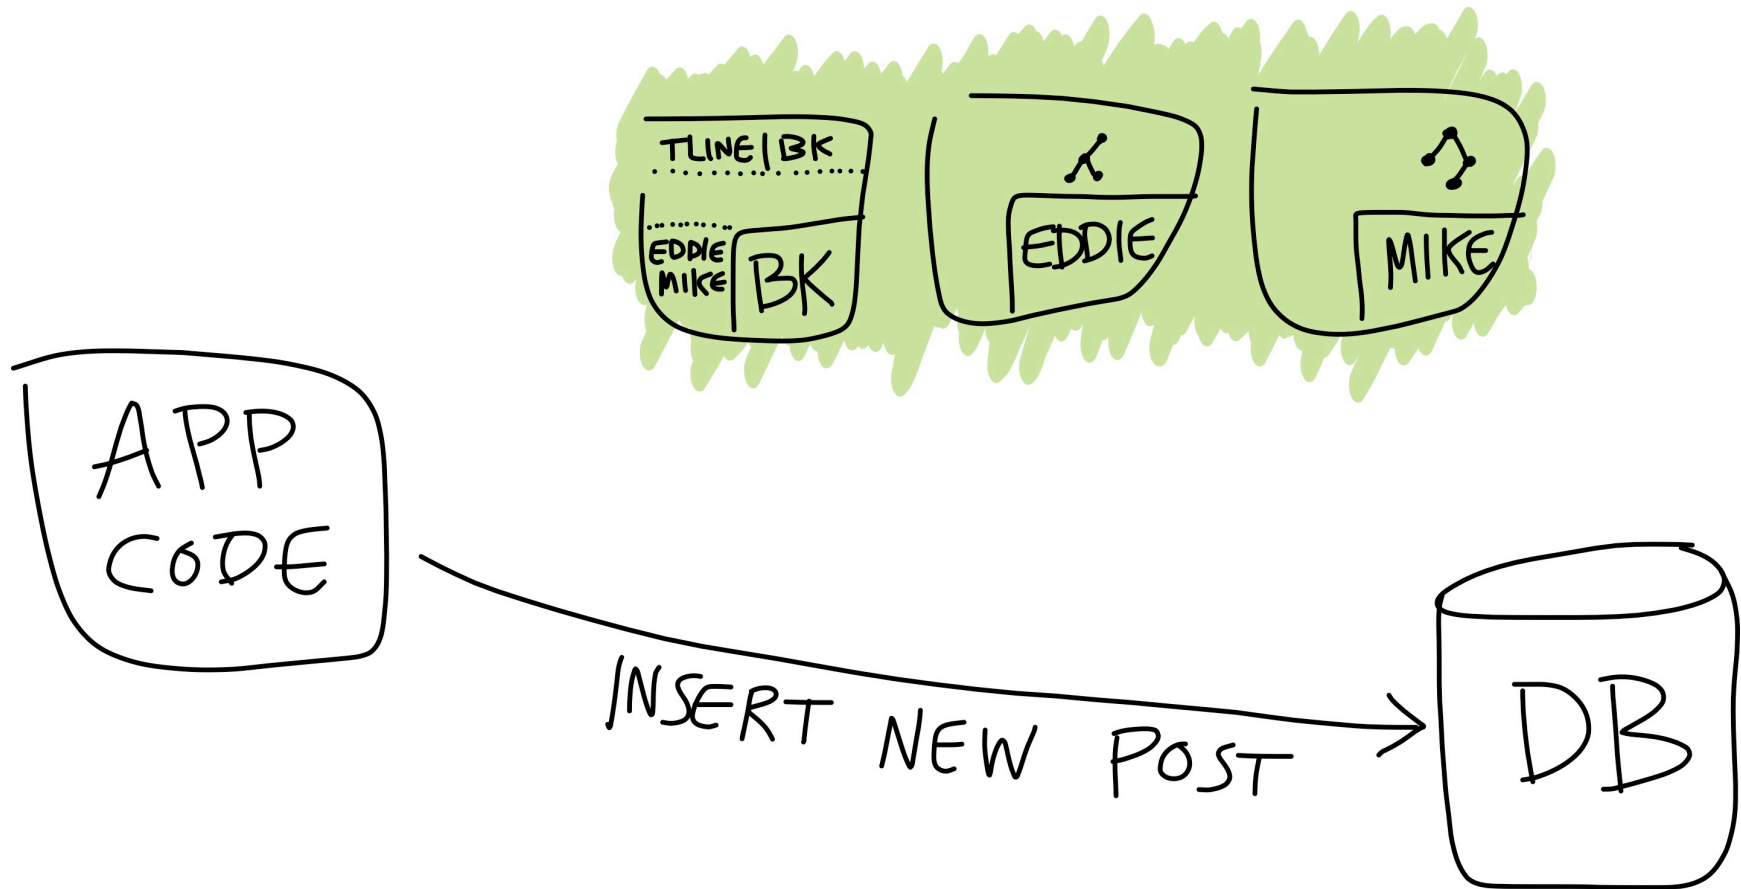 TLINE|BK
EDDIE
MIKE
BK
EDDIE
MIKE
APP
CODE
INSERT NEW POST
DB